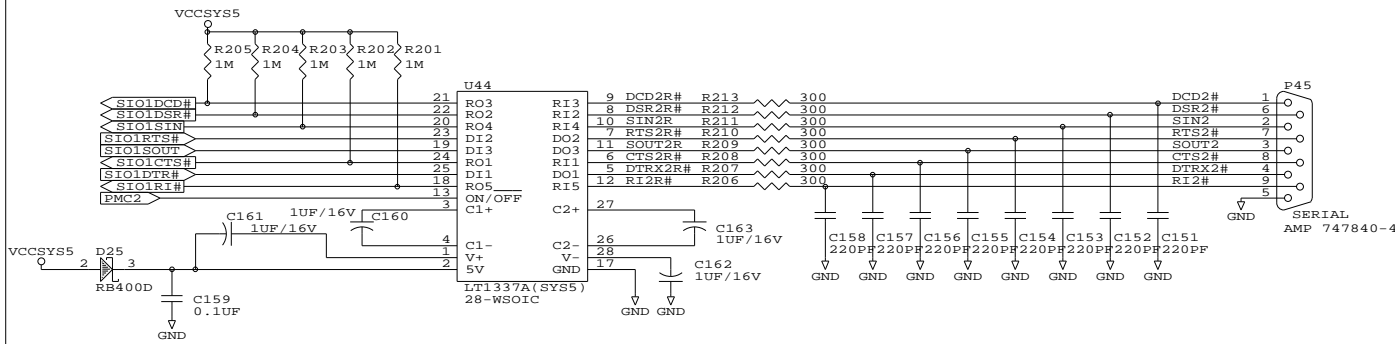 VCCSYS5
R205 R204 R203 R202 R201
1M 1M 1M 1M 1M
U44
P45
SIO1DCD# 21 RO3 RI3 9 DCD2R# R213 300 DCD2# 1
SIO1DSR# 22 RO2 RI2 8 DSR2R# R212 300 DSR2# 6
SIO1SIN 20 RO4 RI4 10 SIN2R R211 300 SIN2 2
SIO1RTS# 23 DI2 DO2 7 RTS2R# R210 300 RTS2# 7
SIO1SOUT 19 DI3 DO3 11 SOUT2R R209 300 SOUT2 3
SIO1CTS# 24 RO1 RI1 6 CTS2R# R208 300 CTS2# 8
SIO1DTR# 25 DI1 DO1 5 DTRX2R# R207 300 DTRX2# 4
SIO1RI# 18 RO5 RI5 12 RI2R# R206 300 RI2# 9
PMC2 13 ON/OFF
5
GND
SERIAL
AMP 747840-4
3 C1+ C2+ 27
C161 1UF/16V C160
1UF/16V
C163
1UF/16V
4 C1- C2- 26
1 V+ V- 28
2 5V GND 17
C162
1UF/16V
LT1337A(SYS5)
28-WSOIC
GND GND
VCCSYS5 2 D25 3
RB400D
C159
0.1UF
GND
C158 C157 C156 C155 C154 C153 C152 C151
220PF 220PF 220PF 220PF 220PF 220PF 220PF 220PF
GND GND GND GND GND GND GND GND